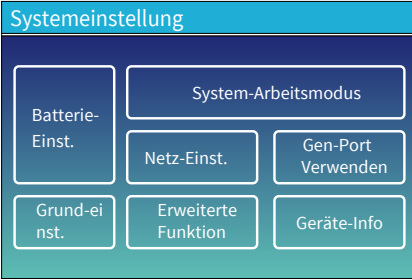 Systemeinstellung
System-Arbeitsmodus
Batterie-
Einst.
Netz-Einst.
Gen-Port
Verwenden
Grund-ei
nst.
Erweiterte
Funktion
Geräte-Info